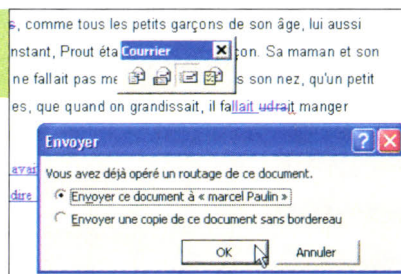 s, comme tous les petits garçons de son âge, lui aussi
nstant, Prout éta
Courrier
çon. Sa maman et son
ne fallait pas me
s son nez, qu'un petit
es, que quand on grandissait, il fallait udrait manger
Envoyer
avai
Vous avez déjà opéré un routage de ce document.
dire
Envoyer ce document à « marcel Paulin »
Envoyer une copie de ce document sans bordereau
OK
Annuler